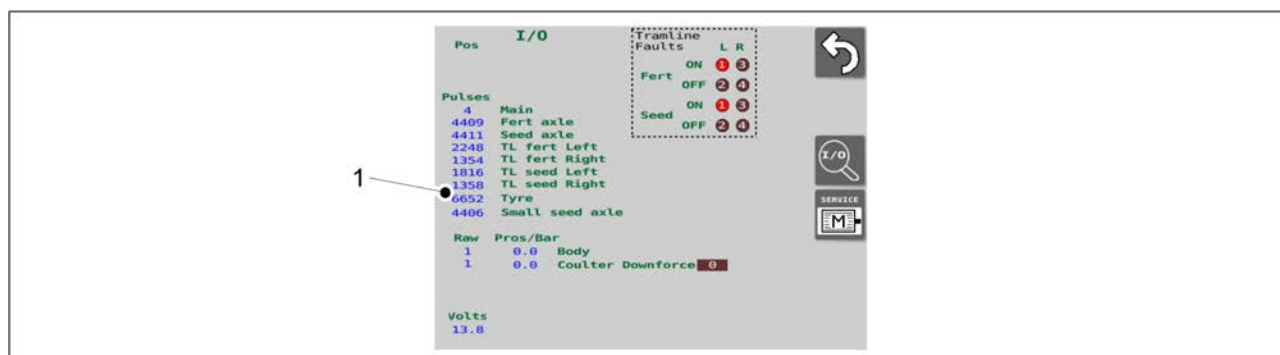 I/O
Pos
Tramline
Faults L R
Fert ON 1 3
OFF 2 4
Seed ON 1 3
OFF 2 4
Pulses
4 Main
4409 Fert axle
4411 Seed axle
2248 TL fert Left
1354 TL fert Right
1816 TL seed Left
1358 TL seed Right
6652 Tyre
4406 Small seed axle
Raw Pros/Bar
1 0.0 Body
1 0.0 Coulter Downforce 0
Volts
13.8
I/O
SERVICE
M
1